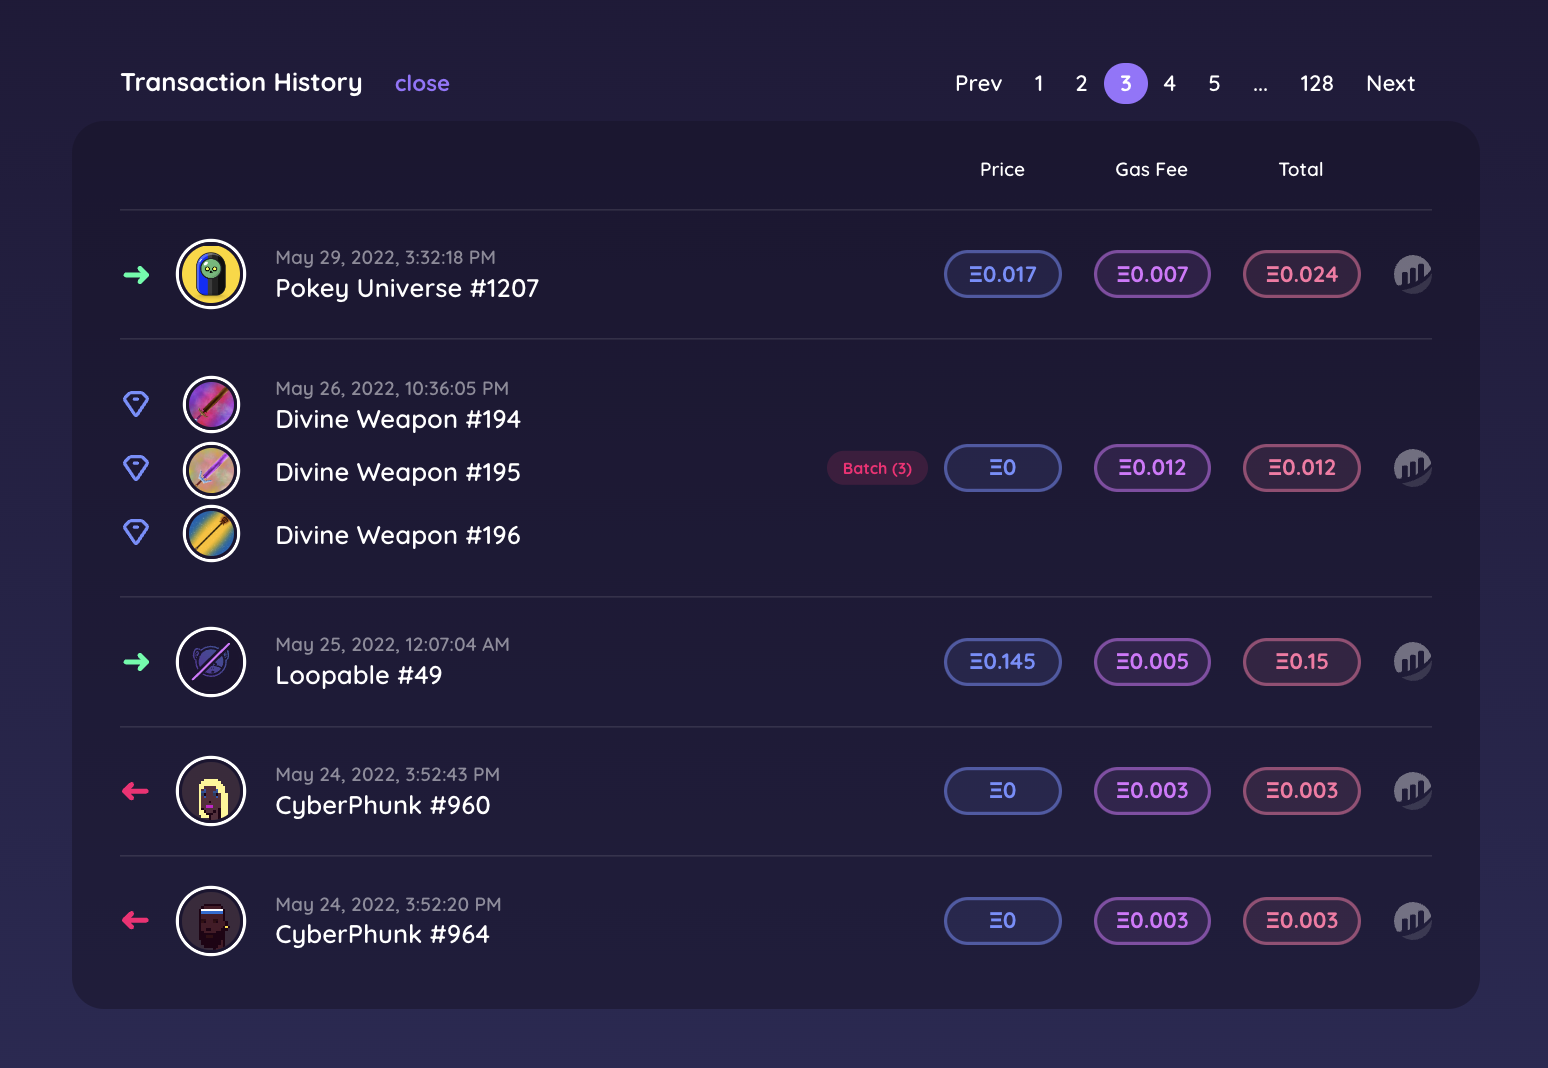 Transaction History close Prev 1 2 3 4 5 ... 128 Next
Price Gas Fee Total
May 29, 2022, 3:32:18 PM
Pokey Universe #1207
Ξ0.017 Ξ0.007 Ξ0.024
May 26, 2022, 10:36:05 PM
Divine Weapon #194
Divine Weapon #195
Batch (3) Ξ0 Ξ0.012 Ξ0.012
Divine Weapon #196
May 25, 2022, 12:07:04 AM
Loopable #49
Ξ0.145 Ξ0.005 Ξ0.15
May 24, 2022, 3:52:43 PM
CyberPhunk #960
Ξ0 Ξ0.003 Ξ0.003
May 24, 2022, 3:52:20 PM
CyberPhunk #964
Ξ0 Ξ0.003 Ξ0.003